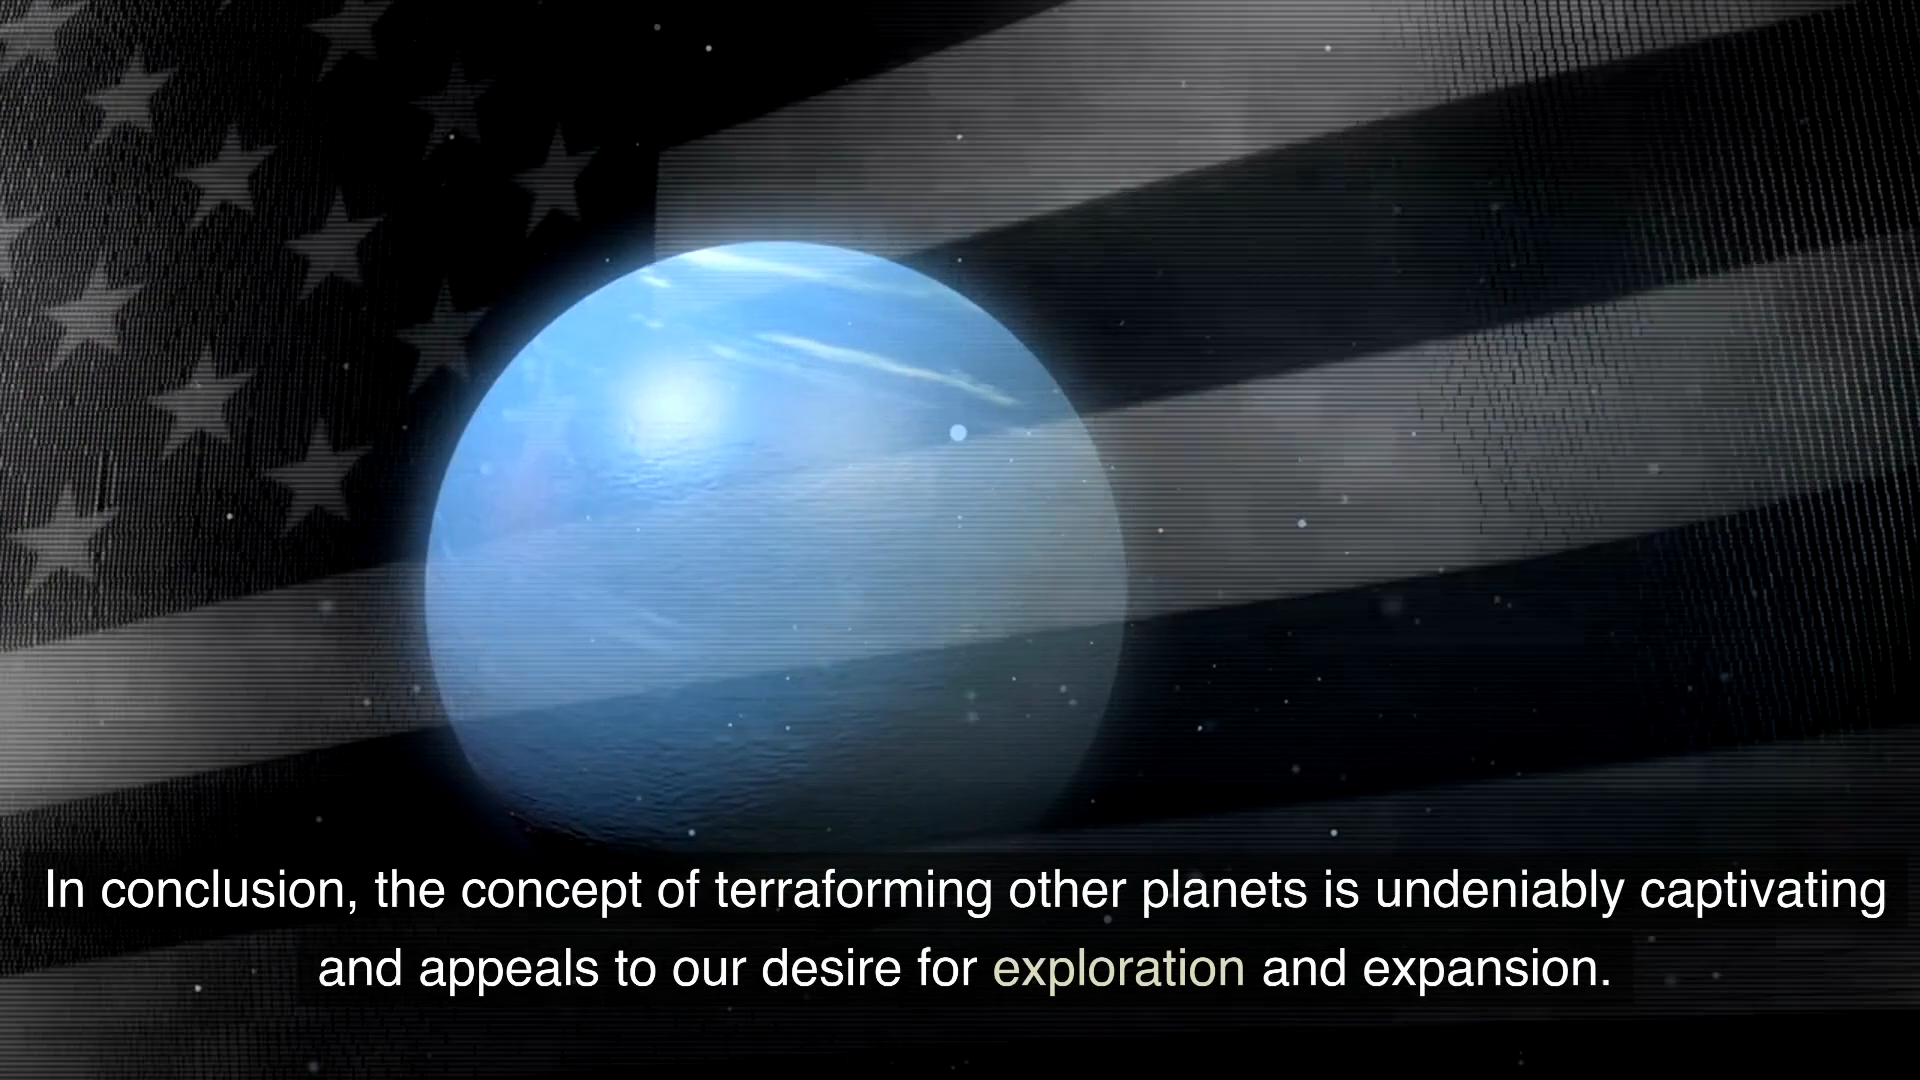 In conclusion, the concept of terraforming other planets is undeniably captivating
and appeals to our desire for exploration and expansion.